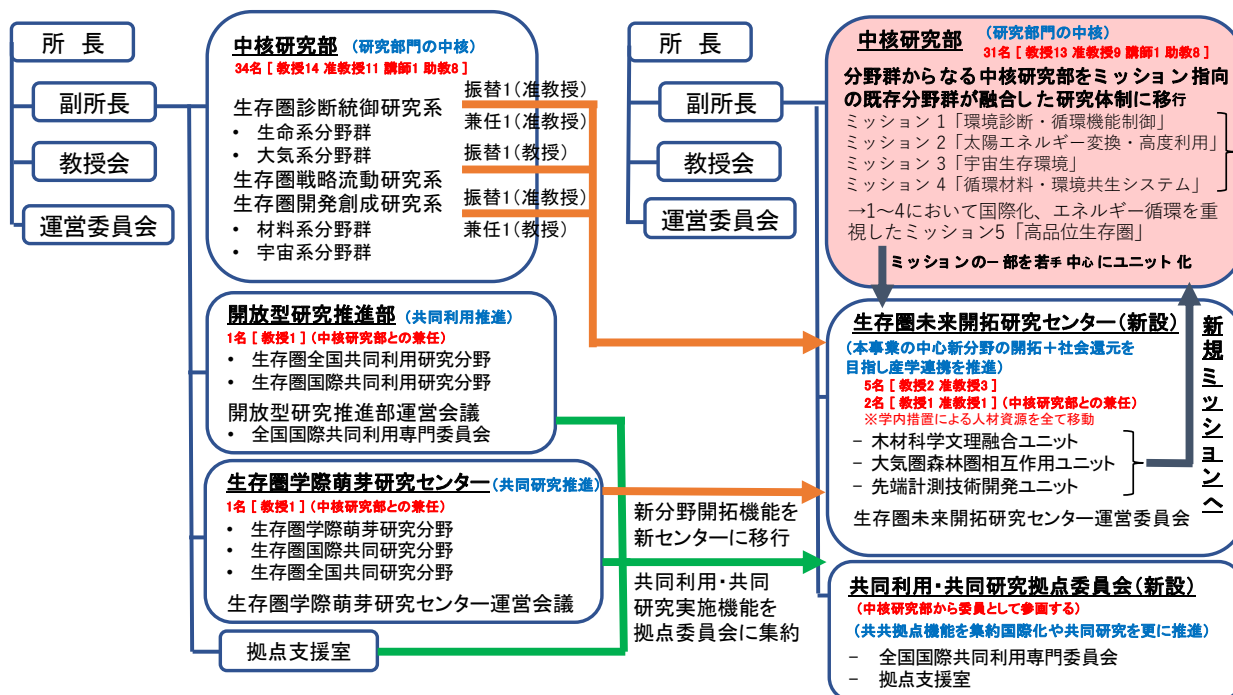 所 長
副所長
教授会
運営委員会
中核研究部 (研究部門の中核)
34名 [ 教授14 准教授11 講師1 助教8 ]
生存圏診断統御研究系
• 生命系分野群
• 大気系分野群
生存圏戦略流動研究系
生存圏開発創成研究系
• 材料系分野群
• 宇宙系分野群
振替1(准教授)
兼任1(准教授)
振替1(教授)
振替1(准教授)
兼任1(教授)
開放型研究推進部 (共同利用推進)
1名 [ 教授1 ] (中核研究部との兼任)
• 生存圏全国共同利用研究分野
• 生存圏国際共同利用研究分野
開放型研究推進部運営会議
• 全国国際共同利用専門委員会
生存圏学際萌芽研究センター(共同研究推進)
1名 [ 教授1 ] (中核研究部との兼任)
• 生存圏学際萌芽研究分野
• 生存圏国際共同研究分野
• 生存圏全国共同研究分野
生存圏学際萌芽研究センター運営会議
拠点支援室
新分野開拓機能を
新センターに移行
共同利用・共同
研究実施機能を
拠点委員会に集約
所 長
副所長
教授会
運営委員会
中核研究部 (研究部門の中核)
31名 [ 教授13 准教授9 講師1 助教8 ]
分野群からなる中核研究部をミッション指向
の既存分野群が融合した研究体制に移行
ミッション 1「環境診断・循環機能制御」
ミッション 2「太陽エネルギー変換・高度利用」
ミッション 3「宇宙生存環境」
ミッション 4「循環材料・環境共生システム」
→1~4において国際化、エネルギー循環を重
視したミッション5「高品位生存圏」
ミッションの一部を若手中心にユニット化
生存圏未来開拓研究センター(新設)
(本事業の中心新分野の開拓+社会還元を
目指し産学連携を推進)
5名 [ 教授2 准教授3 ]
2名 [ 教授1 准教授1 ] (中核研究部との兼任)
※学内措置による人材資源を全て移動
− 木材科学文理融合ユニット
− 大気圏森林圏相互作用ユニット
− 先端計測技術開発ユニット
生存圏未来開拓研究センター運営委員会
新規ミッションへ
共同利用・共同研究拠点委員会(新設)
(中核研究部から委員として参画する)
(共共拠点機能を集約国際化や共同研究を更に推進)
− 全国国際共同利用専門委員会
− 拠点支援室